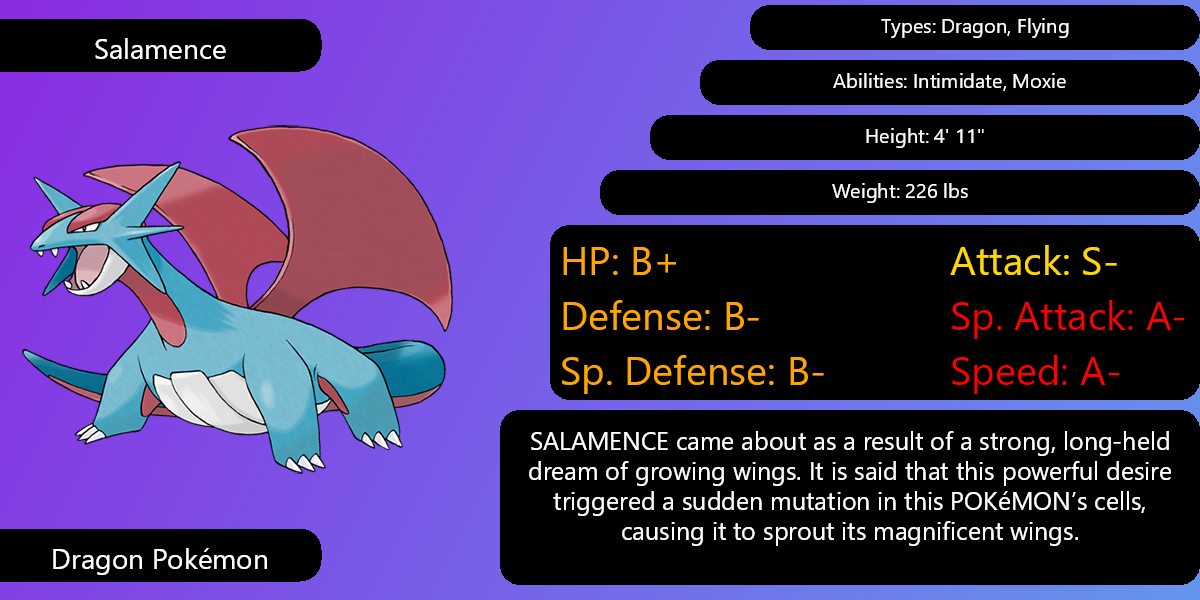 Salamence
Types: Dragon, Flying
Abilities: Intimidate, Moxie
Height: 4' 11"
Weight: 226 lbs
HP: B+
Attack: S-
Defense: B-
Sp. Attack: A-
Sp. Defense: B-
Speed: A-
SALAMENCE came about as a result of a strong, long-held
dream of growing wings. It is said that this powerful desire
triggered a sudden mutation in this POKéMON’s cells,
causing it to sprout its magnificent wings.
Dragon Pokémon